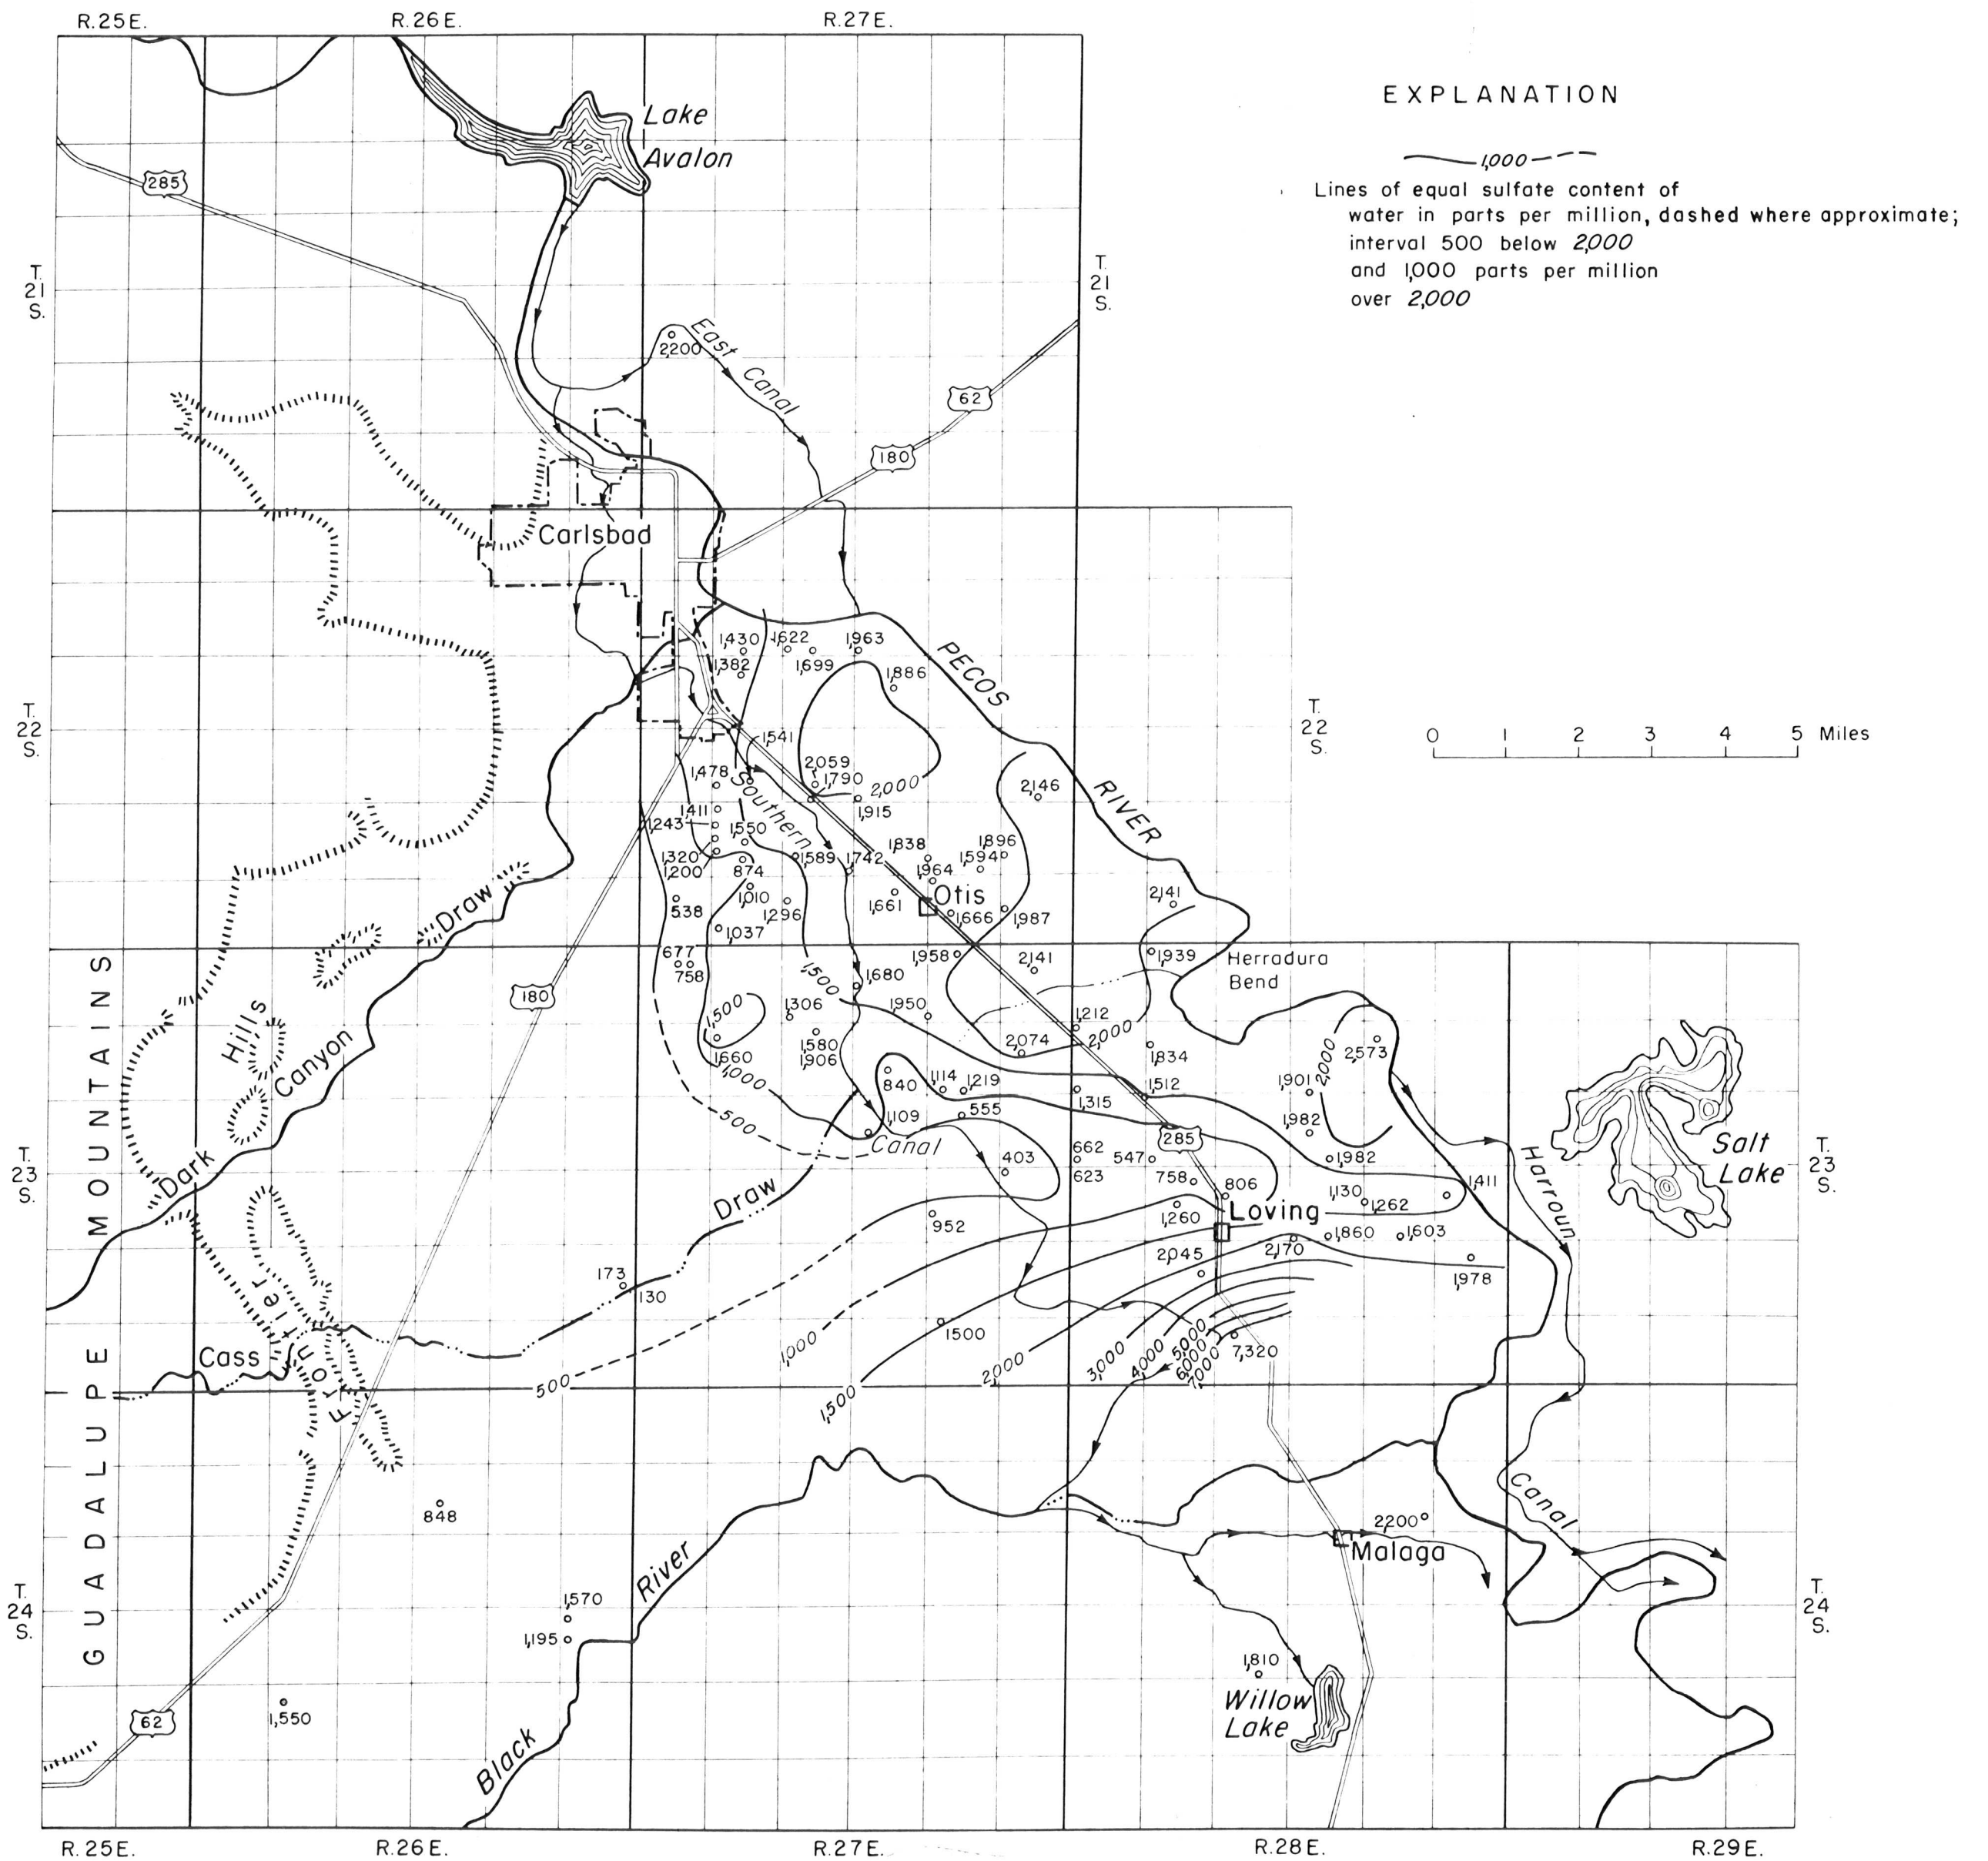 R.25E. R.26E. R.27E.
EXPLANATION
1,000
Lines of equal sulfate content of
water in parts per million, dashed where approximate;
interval 500 below 2,000
and 1,000 parts per million
over 2,000
Lake
Avalon
285
T.
21
S.
T.
21
S.
East
Canal
2200
62
180
Carlsbad
PECOS
RIVER
1,430
1,622
1,963
1,382
1,699
1,886
T.
22
S.
T.
22
S.
0 1 2 3 4 5 Miles
1,541
2,059
1,790
1,478
2,000
1,915
2,146
Southern
1,411
1,243
1,550
1,838
1,896
1,320
1,589
1,742
1,594
1,200
874
1,964
2,141
538
1,010
1,296
1,661
Otis
1,666
1,987
1,037
Draw
677
758
1,958
2,141
1,939
Herradura
Bend
1,500
1,680
180
1,500
1,306
1,950
1,212
2,000
1,580
1,906
2,074
1,834
2,573
2,000
Hills
Canyon
1,660
1,000
840
1,114
1,219
1,512
1,901
500
1,109
555
1,315
1,982
Canal
285
1,982
Harroun
Salt
Lake
T.
23
S.
T.
23
S.
Dark
403
662
623
547
758
806
1,130
1,262
1,411
Draw
952
1,260
Loving
1,860
1,603
2,045
2,170
1,978
173
130
Frontier
1500
7,320
1,000
2,000
3,000
4,000
5,000
6,000
7,000
Cass
500
1,500
GUADALUPE MOUNTAINS
848
2200
Malaga
Canal
1,570
1,195
River
T.
24
S.
T.
24
S.
1,810
Willow
Lake
62
1,550
Black
R.25E. R.26E. R.27E. R.28E. R.29E.